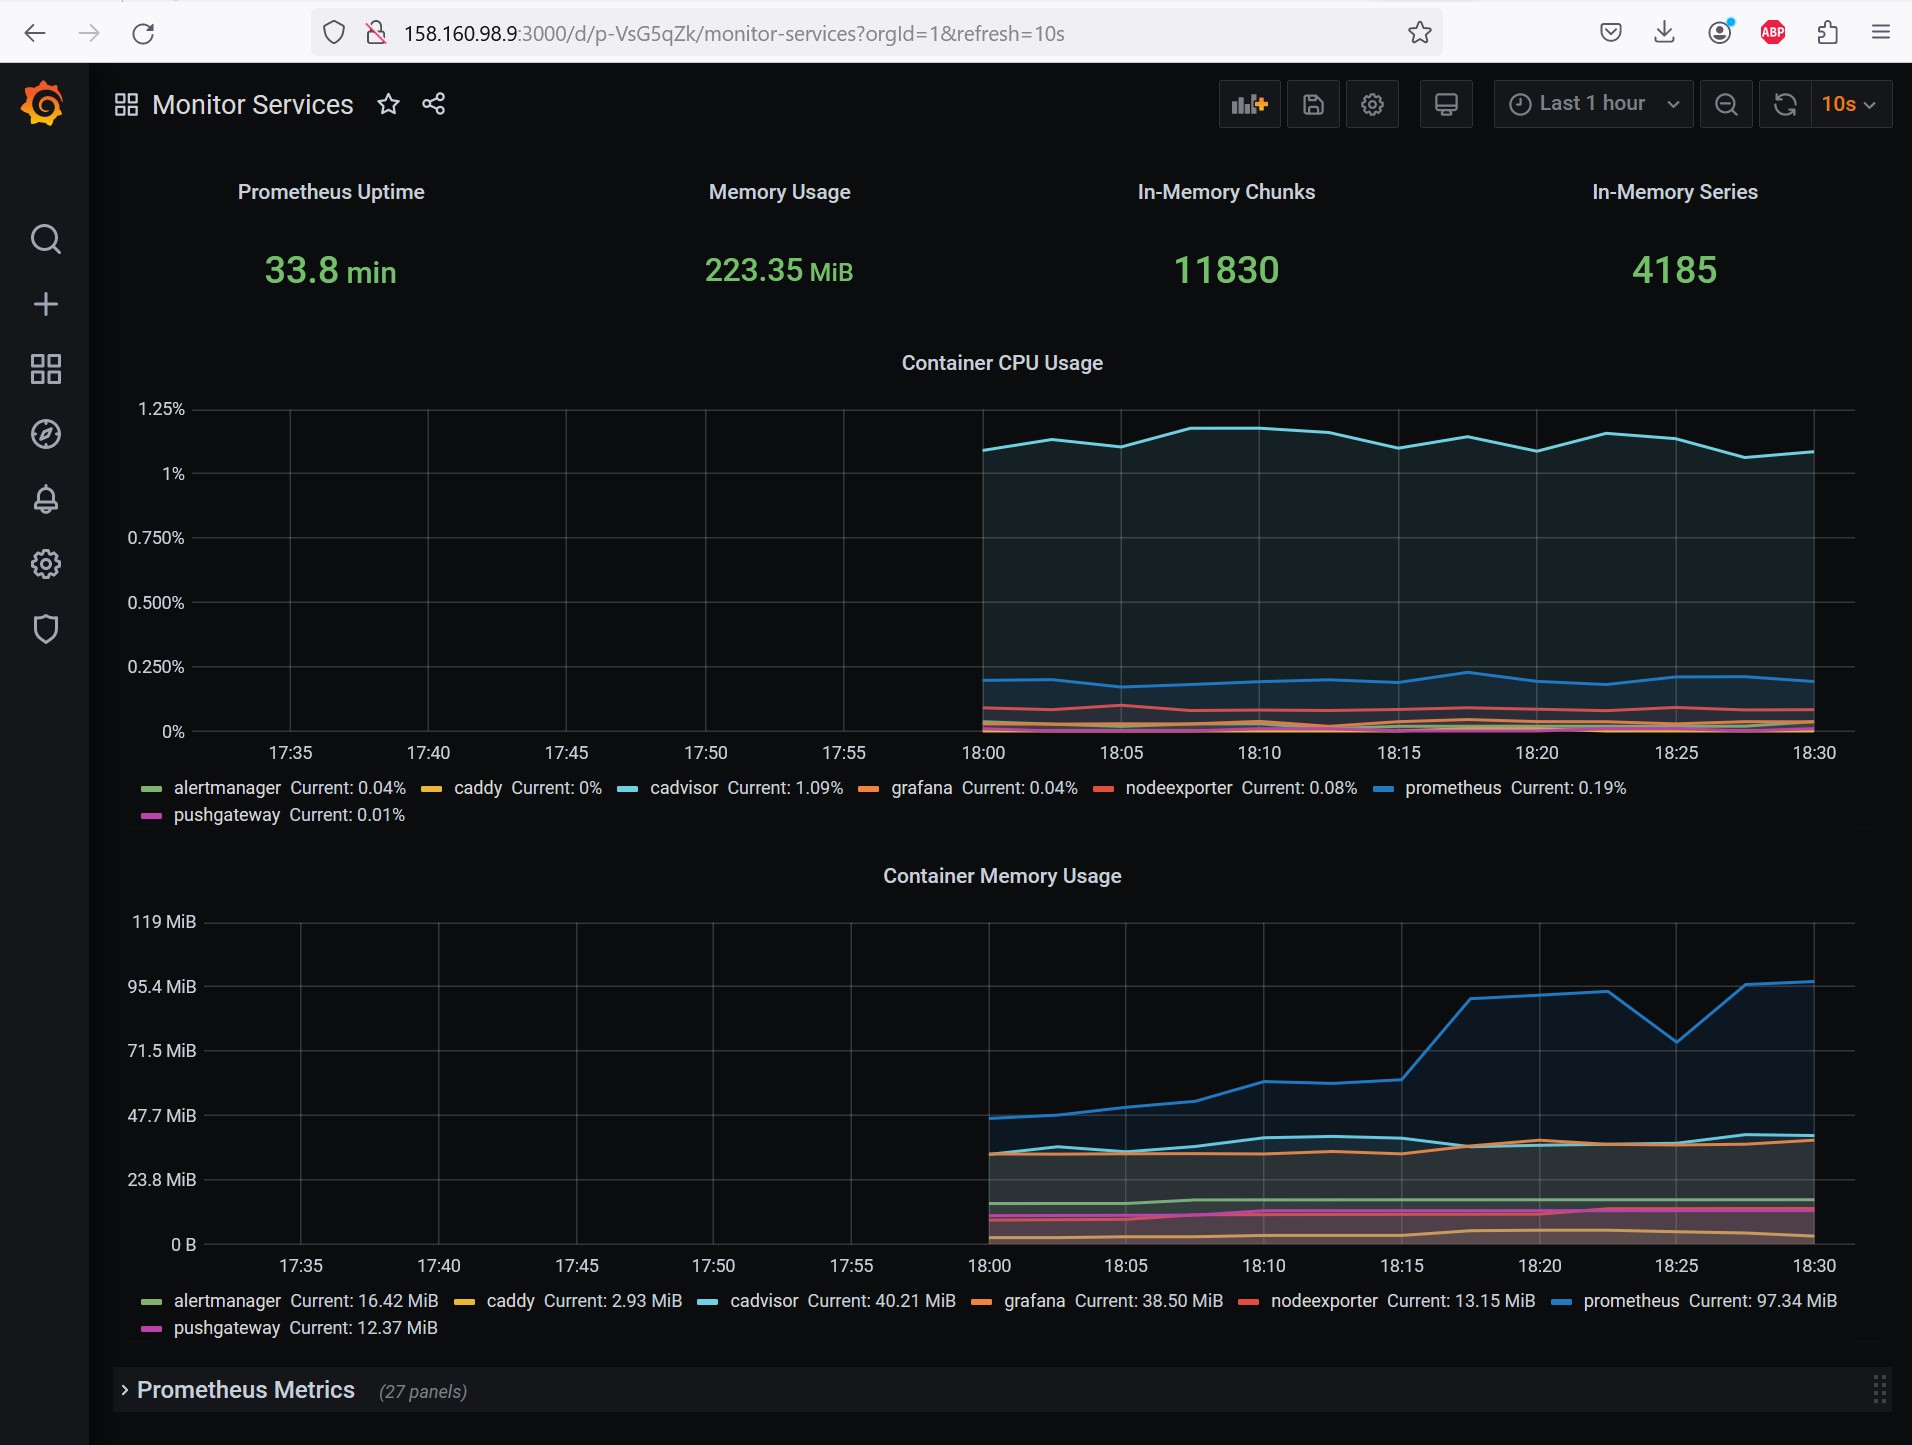 158.160.98.9:3000/d/p-VsG5qZk/monitor-services?orgId=1&refresh=10s
ABP
Monitor Services
Last 1 hour
10s
Prometheus Uptime
Memory Usage
In-Memory Chunks
In-Memory Series
33.8 min
223.35 MiB
11830
4185
Container CPU Usage
1.25%
1%
0.750%
0.500%
0.250%
0%
17:35 17:40 17:45 17:50 17:55 18:00 18:05 18:10 18:15 18:20 18:25 18:30
alertmanager Current: 0.04% caddy Current: 0% cadvisor Current: 1.09% grafana Current: 0.04% nodeexporter Current: 0.08% prometheus Current: 0.19%
pushgateway Current: 0.01%
Container Memory Usage
119 MiB
95.4 MiB
71.5 MiB
47.7 MiB
23.8 MiB
0 B
17:35 17:40 17:45 17:50 17:55 18:00 18:05 18:10 18:15 18:20 18:25 18:30
alertmanager Current: 16.42 MiB caddy Current: 2.93 MiB cadvisor Current: 40.21 MiB grafana Current: 38.50 MiB nodeexporter Current: 13.15 MiB prometheus Current: 97.34 MiB
pushgateway Current: 12.37 MiB
Prometheus Metrics (27 panels)